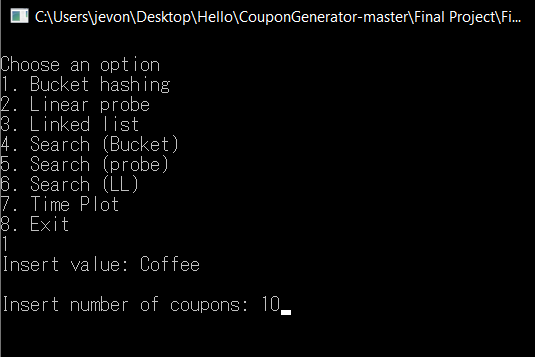 C:\Users\jevon\Desktop\Hello\CouponGenerator-master\Final Project\Fi...
Choose an option
1. Bucket hashing
2. Linear probe
3. Linked list
4. Search (Bucket)
5. Search (probe)
6. Search (LL)
7. Time Plot
8. Exit
1
Insert value: Coffee
Insert number of coupons: 10